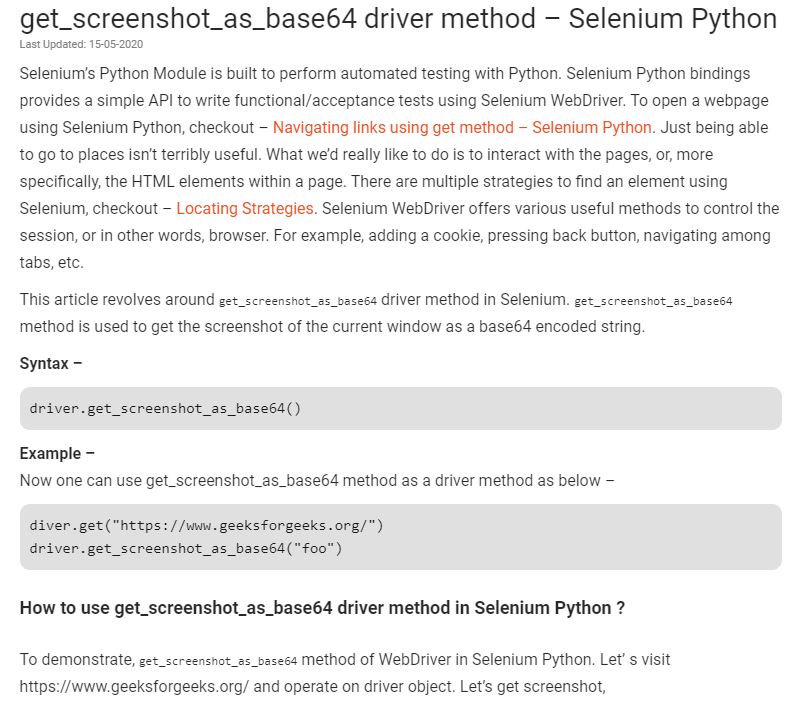 get_screenshot_as_base64 driver method – Selenium Python
Last Updated: 15-05-2020
Selenium’s Python Module is built to perform automated testing with Python. Selenium Python bindings
provides a simple API to write functional/acceptance tests using Selenium WebDriver. To open a webpage
using Selenium Python, checkout – Navigating links using get method – Selenium Python. Just being able
to go to places isn’t terribly useful. What we’d really like to do is to interact with the pages, or, more
specifically, the HTML elements within a page. There are multiple strategies to find an element using
Selenium, checkout – Locating Strategies. Selenium WebDriver offers various useful methods to control the
session, or in other words, browser. For example, adding a cookie, pressing back button, navigating among
tabs, etc.
This article revolves around get_screenshot_as_base64 driver method in Selenium. get_screenshot_as_base64
method is used to get the screenshot of the current window as a base64 encoded string.
Syntax –
driver.get_screenshot_as_base64()
Example –
Now one can use get_screenshot_as_base64 method as a driver method as below –
diver.get("https://www.geeksforgeeks.org/")
driver.get_screenshot_as_base64("foo")
How to use get_screenshot_as_base64 driver method in Selenium Python ?
To demonstrate, get_screenshot_as_base64 method of WebDriver in Selenium Python. Let’ s visit
https://www.geeksforgeeks.org/ and operate on driver object. Let’s get screenshot,